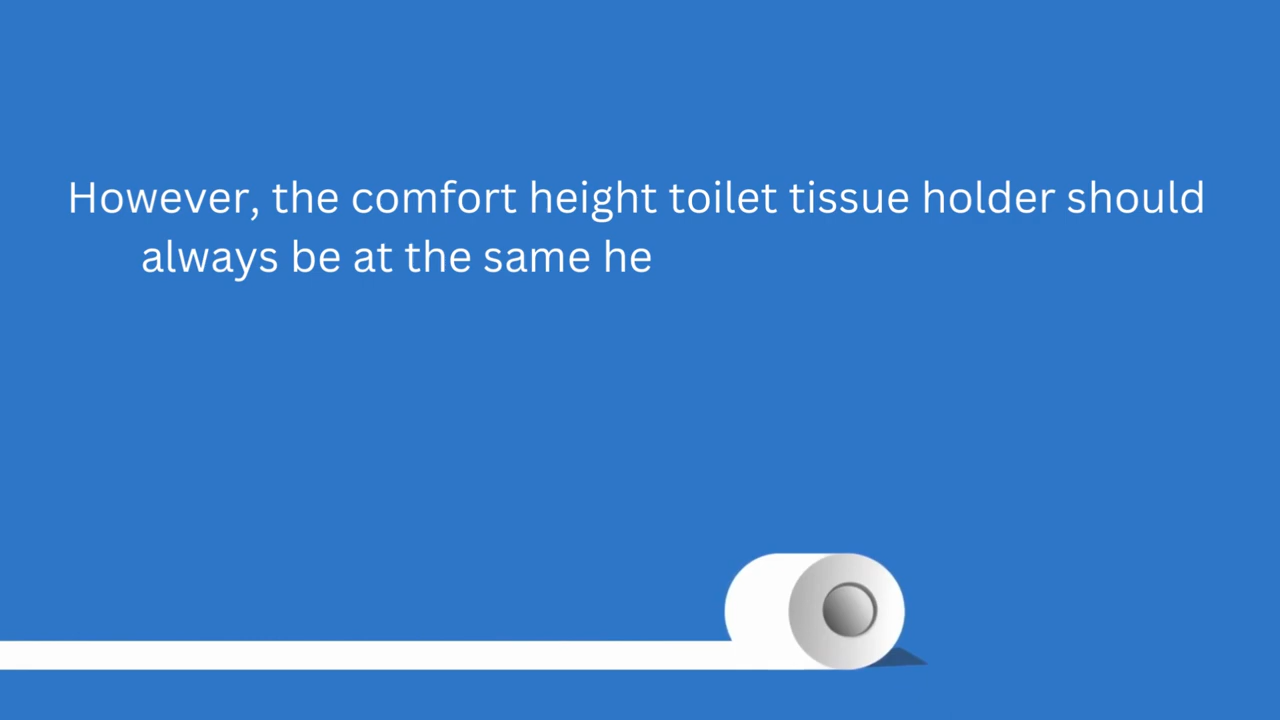 However, the comfort height toilet tissue holder should
always be at the same he